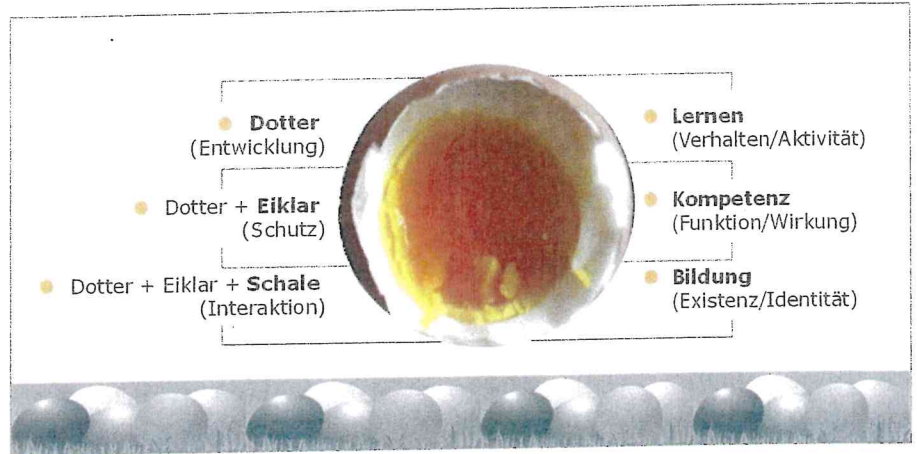 Dotter
(Entwicklung)
Dotter + Eiklar
(Schutz)
Dotter + Eiklar + Schale
(Interaktion)
Lernen
(Verhalten/Aktivität)
Kompetenz
(Funktion/Wirkung)
Bildung
(Existenz/Identität)